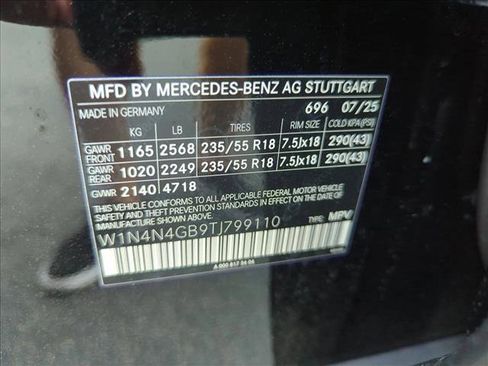 MFD BY MERCEDES-BENZ AG STUTTGART
MADE IN GERMANY 696 07/25
KG LB TIRES RIM SIZE COLD KPA(PSI)
GAWR FRONT 1165 2568 235/55 R18 7.5Jx18 290(43)
GAWR REAR 1020 2249 235/55 R18 7.5Jx18 290(43)
GVWR 2140 4718
THIS VEHICLE CONFORMS TO ALL APPLICABLE FEDERAL MOTOR VEHICLE
SAFETY STANDARDS IN EFFECT ON THE DATE OF MANUFACTURE SHOWN ABOVE.
W1N4N4GB9TJ799110 TYPE: MPV